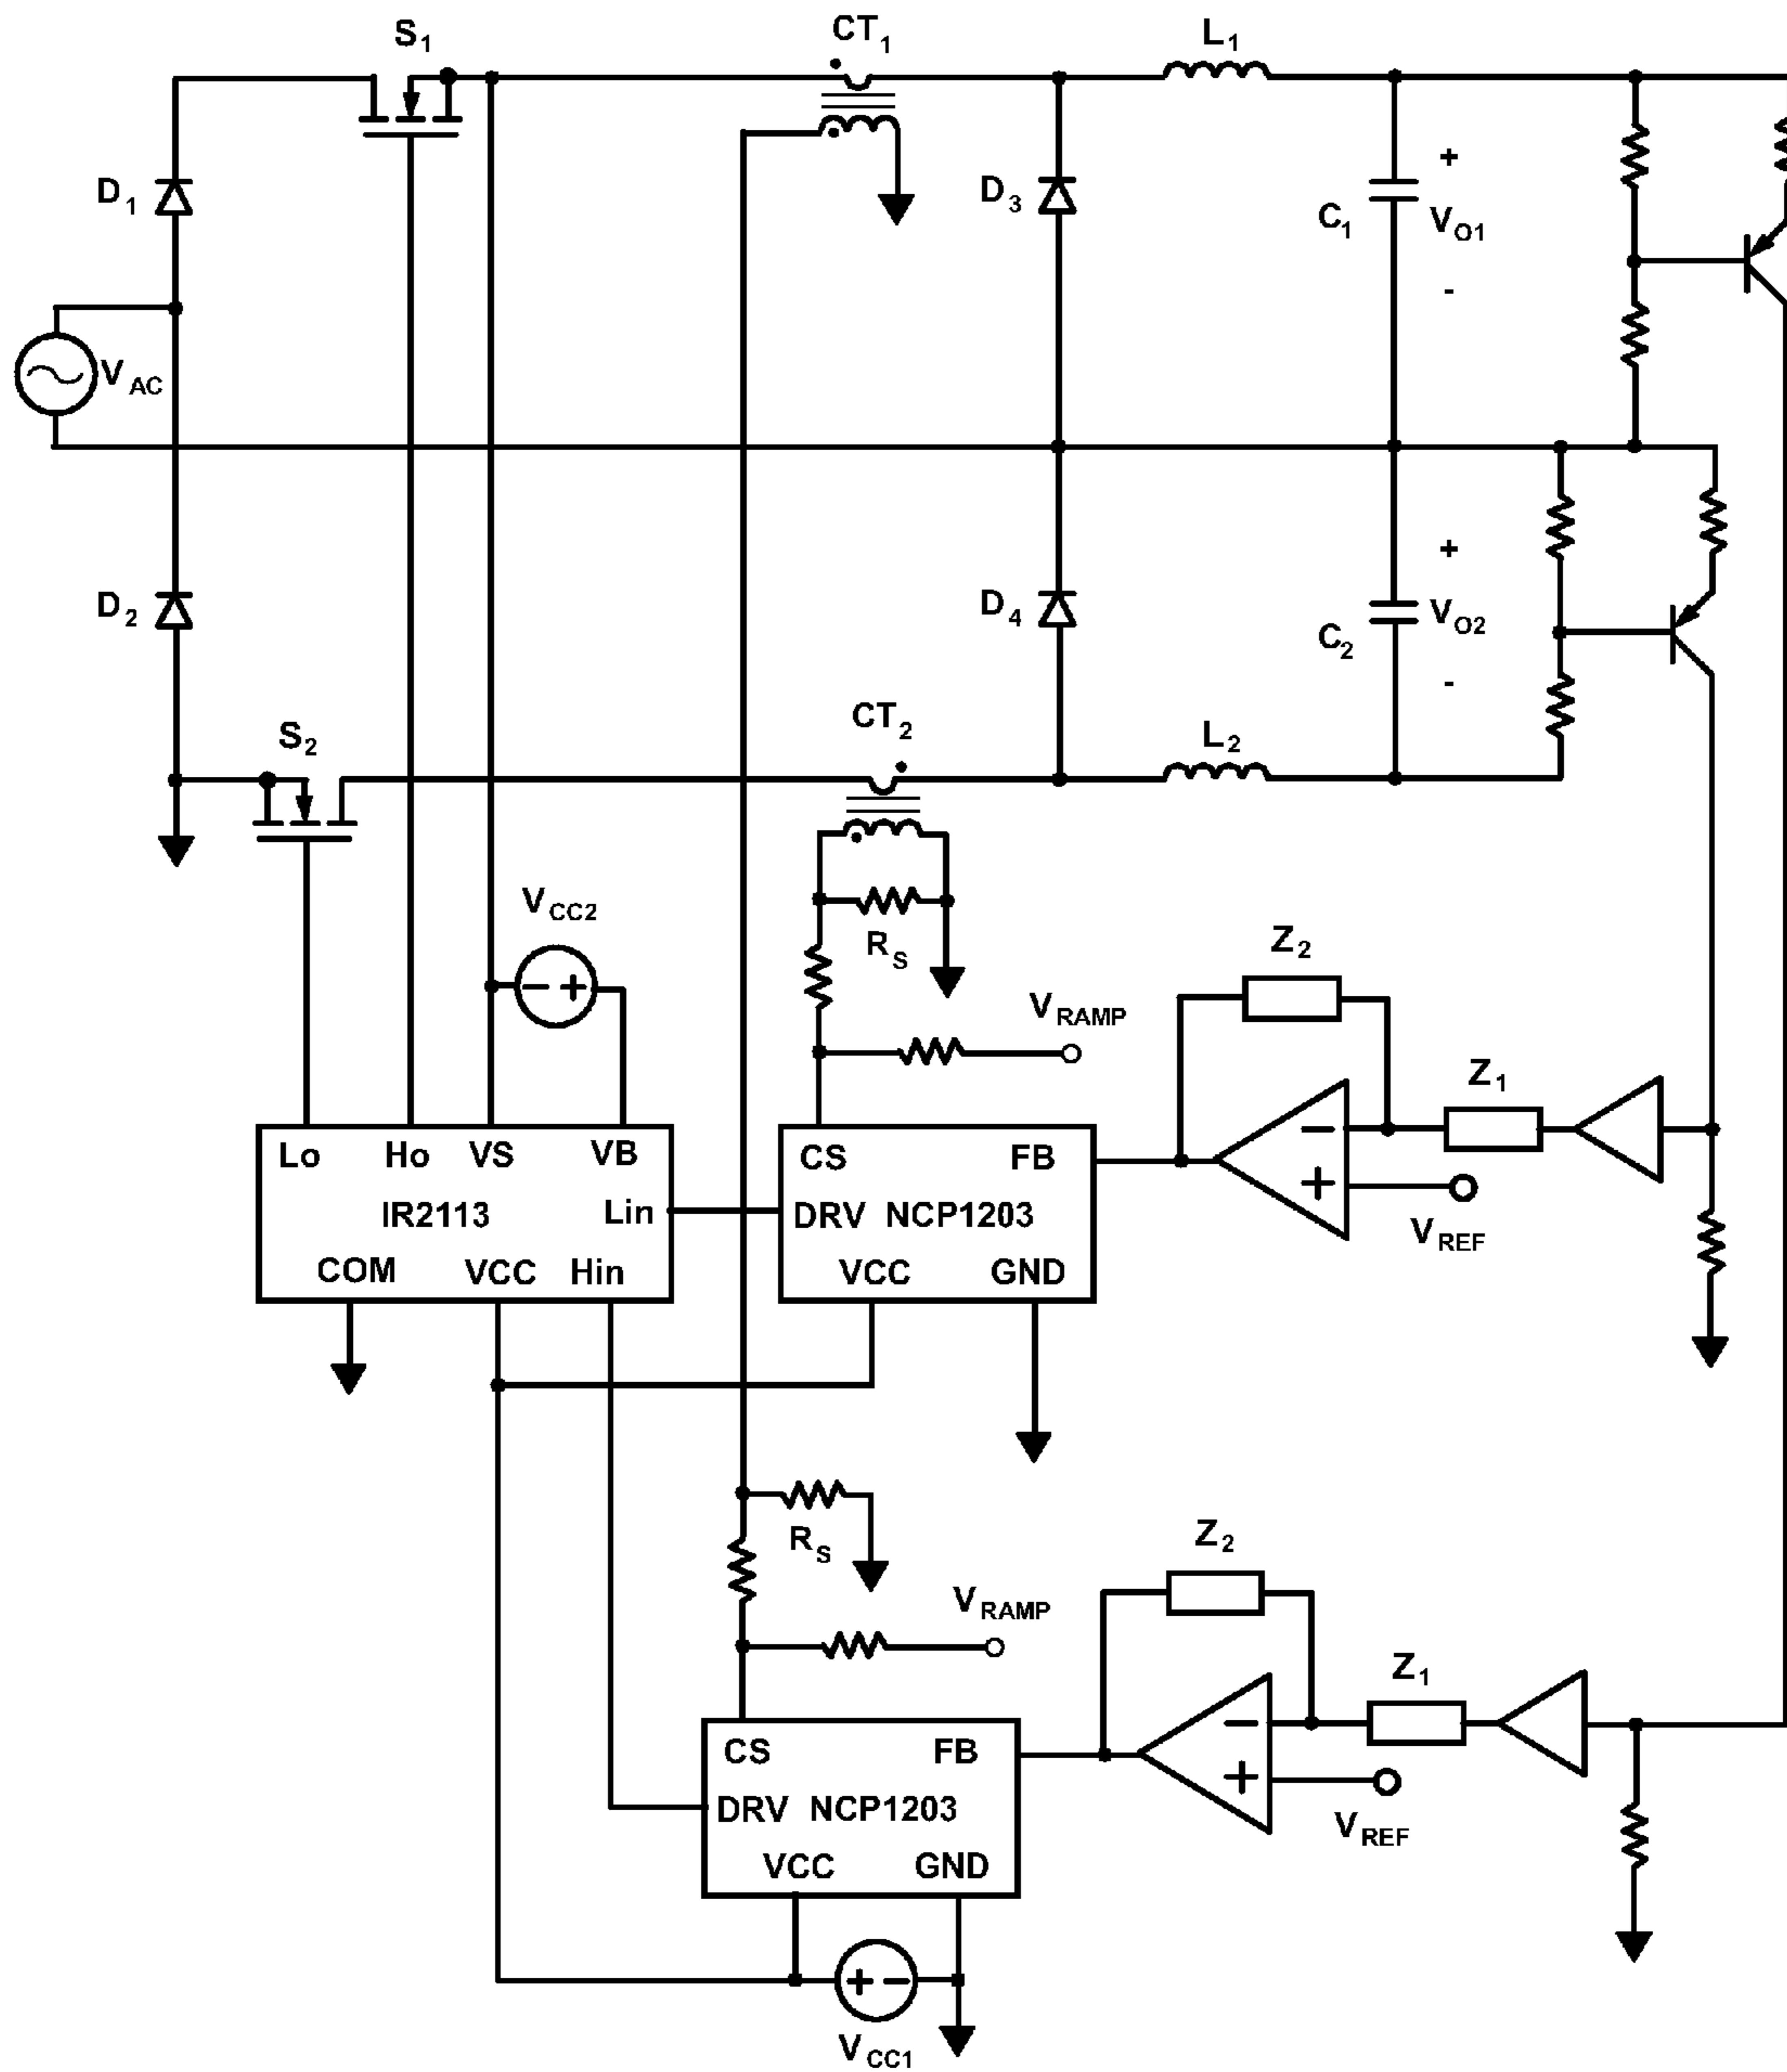 S1
CT1
L1
D1
D3
C1
+
VO1
-
VAC
D2
D4
C2
+
VO2
-
S2
CT2
L2
VCC2
- +
RS
Z2
VRAMP
Z1
Lo Ho VS VB
CS FB
-
+
IR2113 Lin
DRV NCP1203
VREF
COM VCC Hin
VCC GND
RS
Z2
VRAMP
Z1
CS FB
-
+
DRV NCP1203
VREF
VCC GND
+ -
VCC1